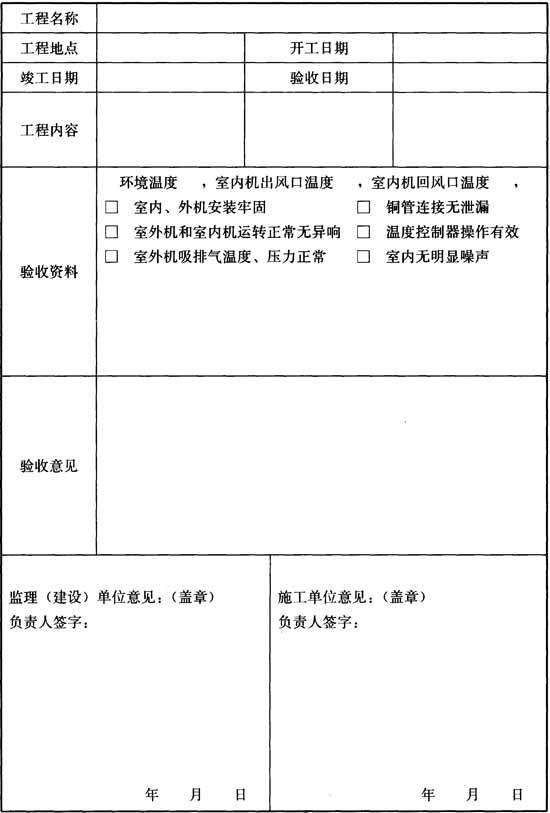 工程名称
工程地点 开工日期
竣工日期 验收日期
工程内容
环境温度 ，室内机出风口温度 ，室内机回风口温度 ，
□ 室内、外机安装牢固 □ 铜管连接无泄漏
□ 室外机和室内机运转正常无异响 □ 温度控制器操作有效
□ 室外机吸排气温度、压力正常 □ 室内无明显噪声
验收资料
验收意见
监理（建设）单位意见：（盖章） 施工单位意见：（盖章）
负责人签字： 负责人签字：
年 月 日 年 月 日